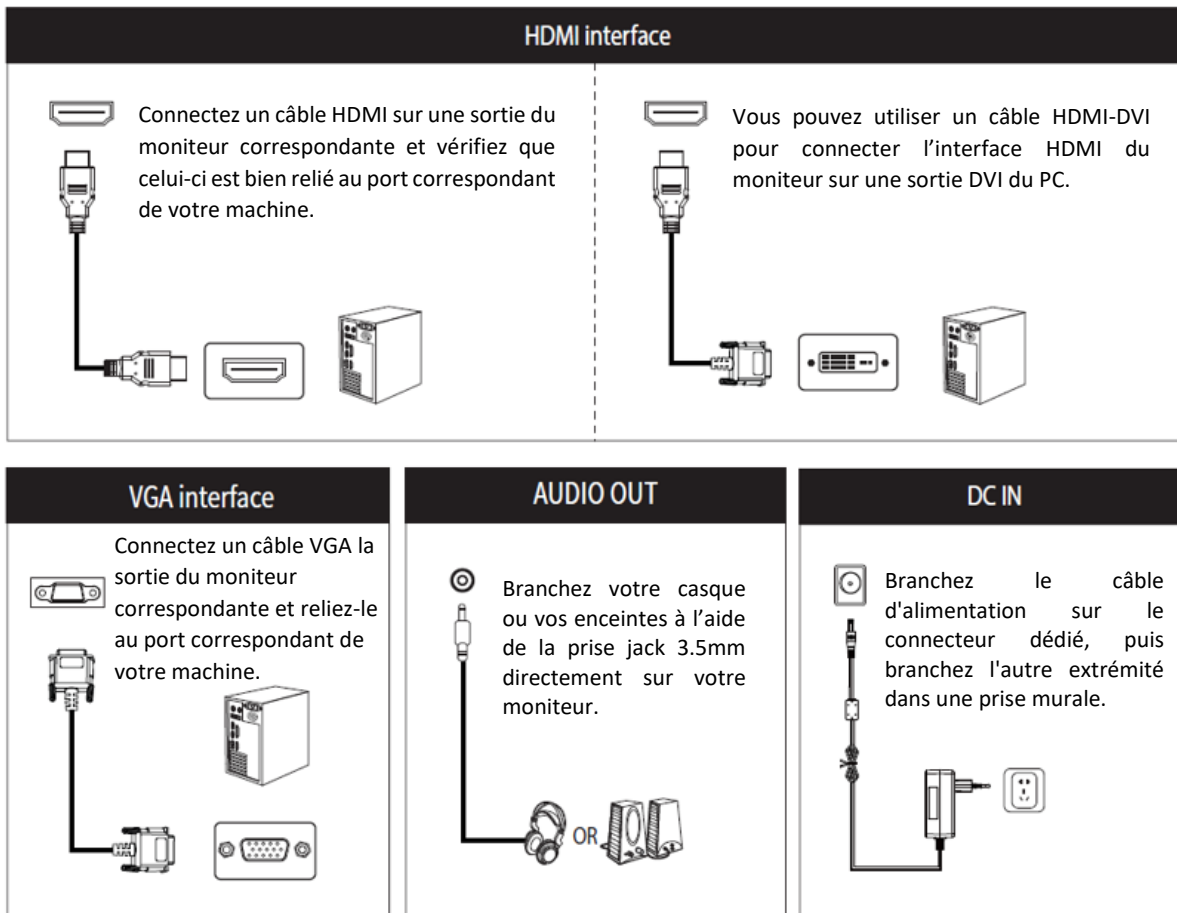 HDMI interface
Connectez un câble HDMI sur une sortie du
moniteur correspondante et vérifiez que
celui-ci est bien relié au port correspondant
de votre machine.
Vous pouvez utiliser un câble HDMI-DVI
pour connecter l’interface HDMI du
moniteur sur une sortie DVI du PC.
VGA interface
Connectez un câble VGA la
sortie du moniteur
correspondante et reliez-le
au port correspondant de
votre machine.
AUDIO OUT
Branchez votre casque
ou vos enceintes à l’aide
de la prise jack 3.5mm
directement sur votre
moniteur.
OR
DC IN
Branchez le câble
d'alimentation sur le
connecteur dédié, puis
branchez l'autre extrémité
dans une prise murale.